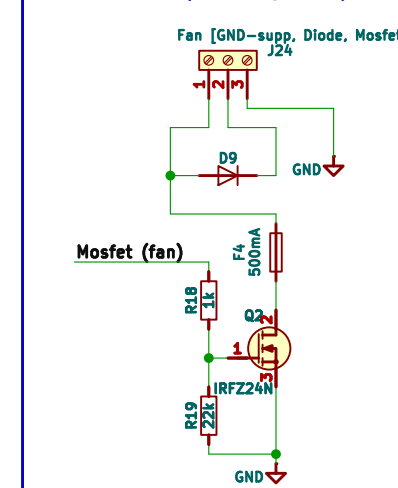 Fan [GND-supp, Diode, Mosfet
J24
1 2 3
D9
GND
F4
500mA
Mosfet (fan)
R18
1k
Q2
2
1
3
IRFZ24N
R19
22k
GND